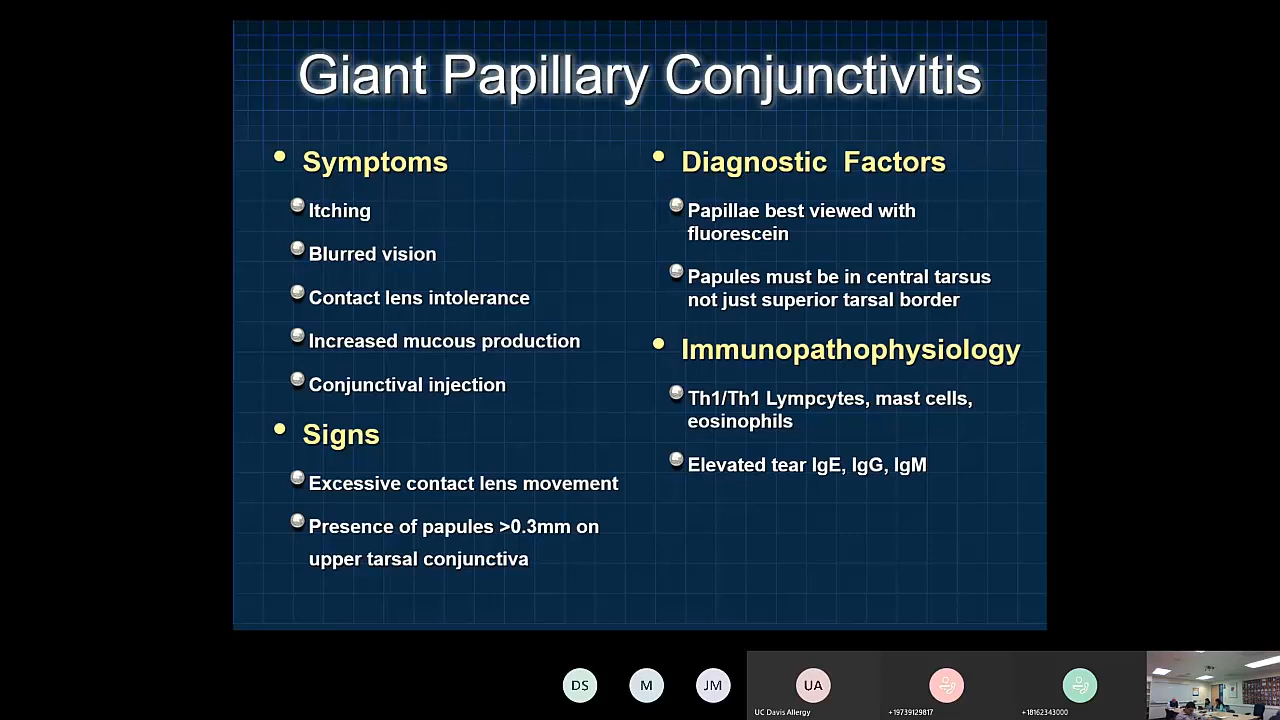 Giant Papillary Conjunctivitis
Symptoms
Itching
Blurred vision
Contact lens intolerance
Increased mucous production
Conjunctival injection
Signs
Excessive contact lens movement
Presence of papules >0.3mm on
upper tarsal conjunctiva
Diagnostic Factors
Papillae best viewed with
fluorescein
Papules must be in central tarsus
not just superior tarsal border
Immunopathophysiology
Th1/Th1 Lympcytes, mast cells,
eosinophils
Elevated tear IgE, IgG, IgM
DS
M
JM
UA
UC Davis Allergy
+19739129817
+18162343000